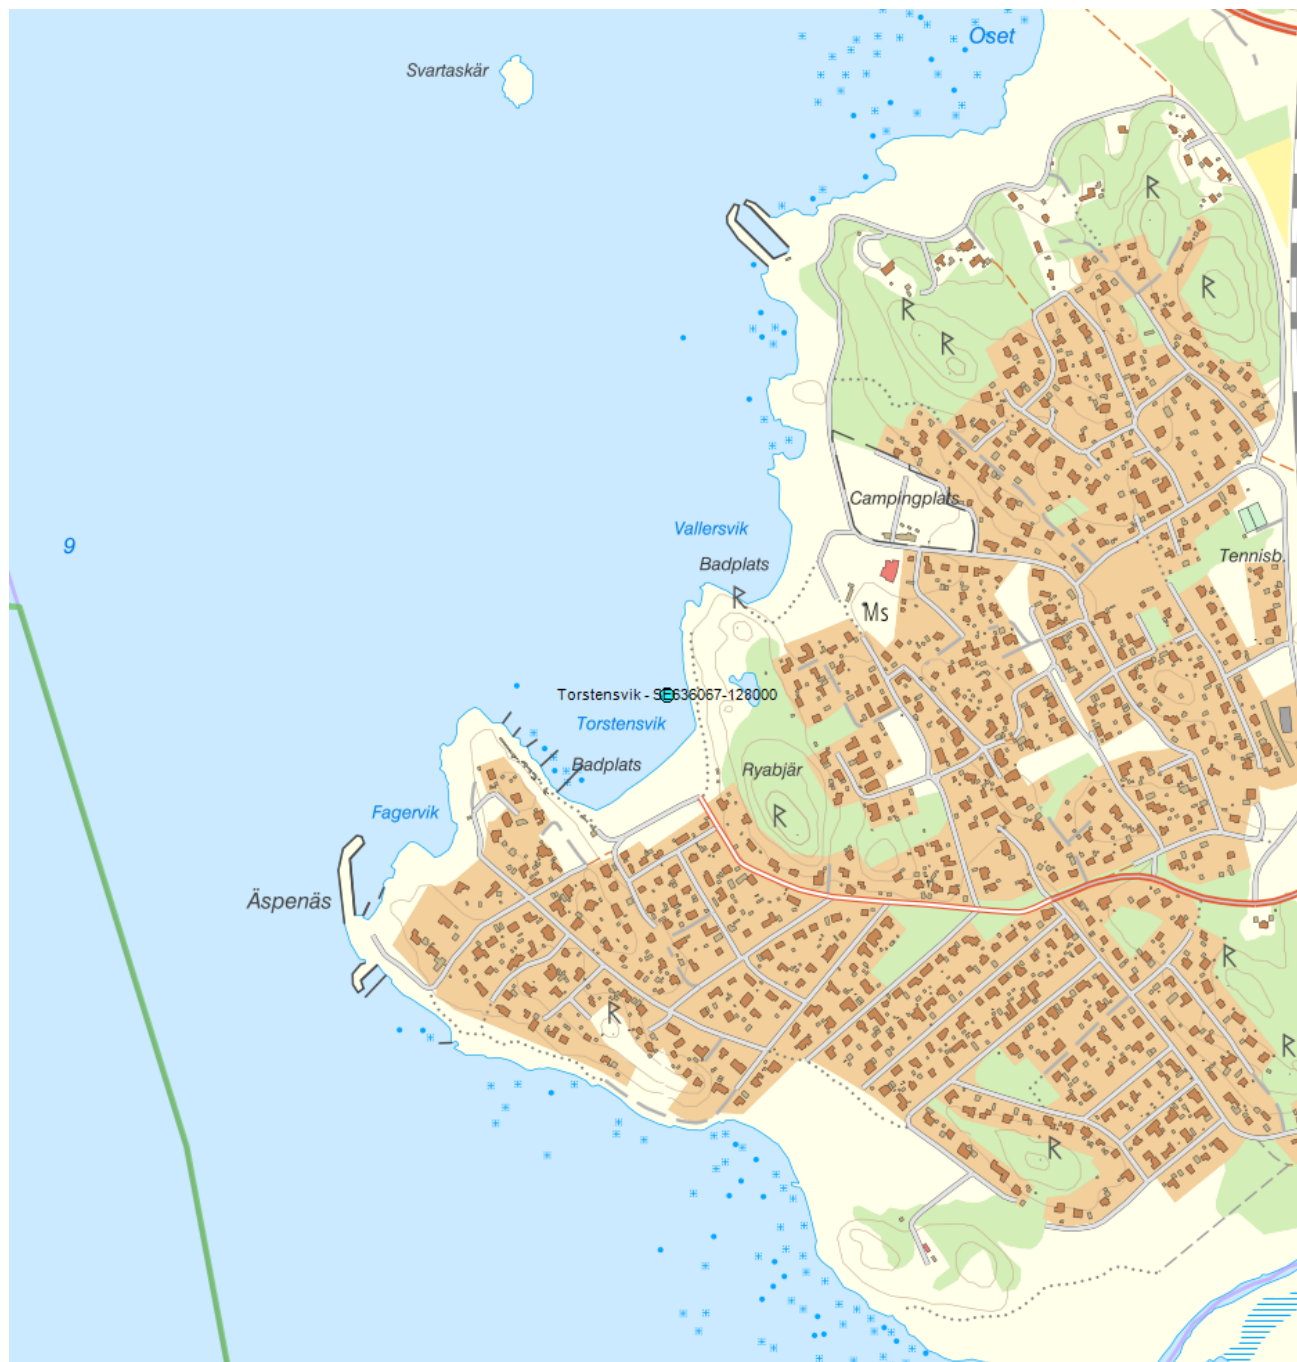 Oset
Svartaskär
R
R
R
R
Campingplats
Vallersvik
9
Tennisb.
Badplats
R
Ms
Torstensvik - SE636067-128000
Torstensvik
Badplats
Ryabjär
Fagervik
R
Äspenäs
R
R
R
R